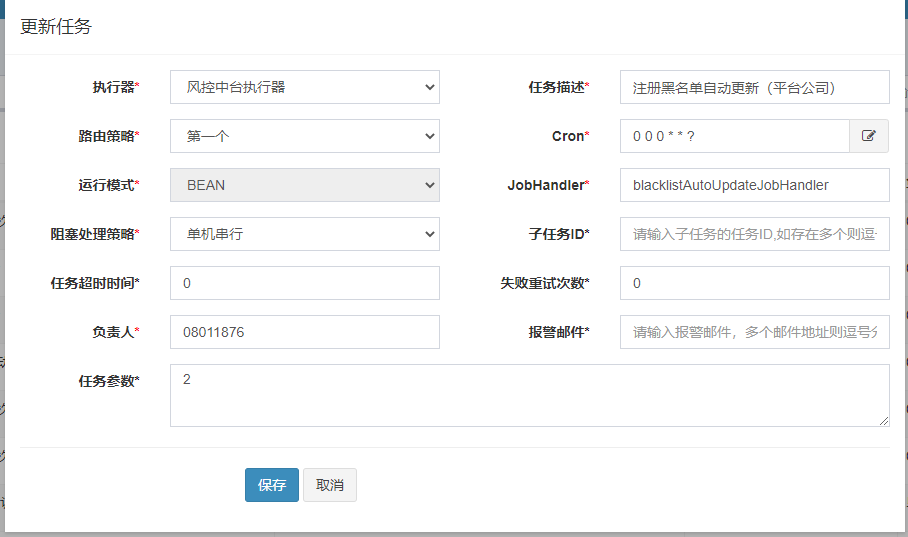 更新任务
执行器* 风控中台执行器 任务描述* 注册黑名单自动更新（平台公司）
路由策略* 第一个 Cron* 0 0 0 * * ?
运行模式* BEAN JobHandler* blacklistAutoUpdateJobHandler
阻塞处理策略* 单机串行 子任务ID* 请输入子任务的任务ID,如存在多个则逗
任务超时时间* 0 失败重试次数* 0
负责人* 08011876 报警邮件* 请输入报警邮件，多个邮件地址则逗号分
任务参数* 2
保存 取消